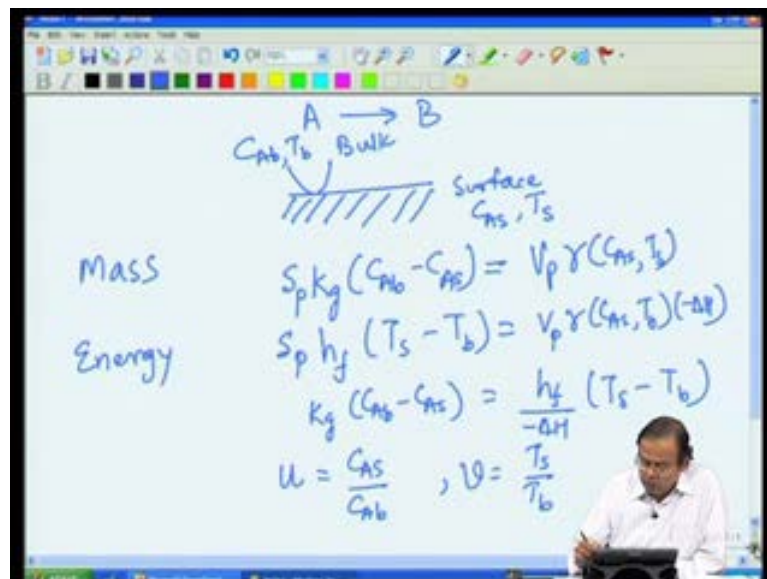 A → B
C_Ab, T_b Bulk
Surface
C_AS, T_S
Mass S_p k_g (C_Ab - C_AS) = V_p r(C_AS, T_S)
Energy S_p h_f (T_S - T_b) = V_p r(C_AS, T_b)(-ΔH)
k_g (C_Ab - C_AS) = h_f / -ΔH (T_S - T_b)
u = C_AS / C_Ab , v = T_S / T_b